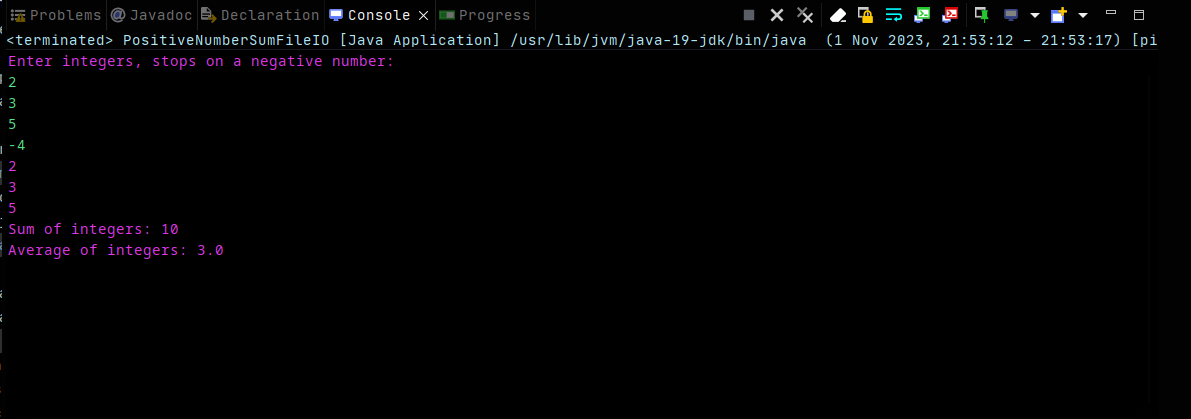 Problems @ Javadoc Declaration Console Progress
<terminated> PositiveNumberSumFileIO [Java Application] /usr/lib/jvm/java-19-jdk/bin/java (1 Nov 2023, 21:53:12 – 21:53:17) [pi
Enter integers, stops on a negative number:
2
3
5
-4
2
3
5
Sum of integers: 10
Average of integers: 3.0